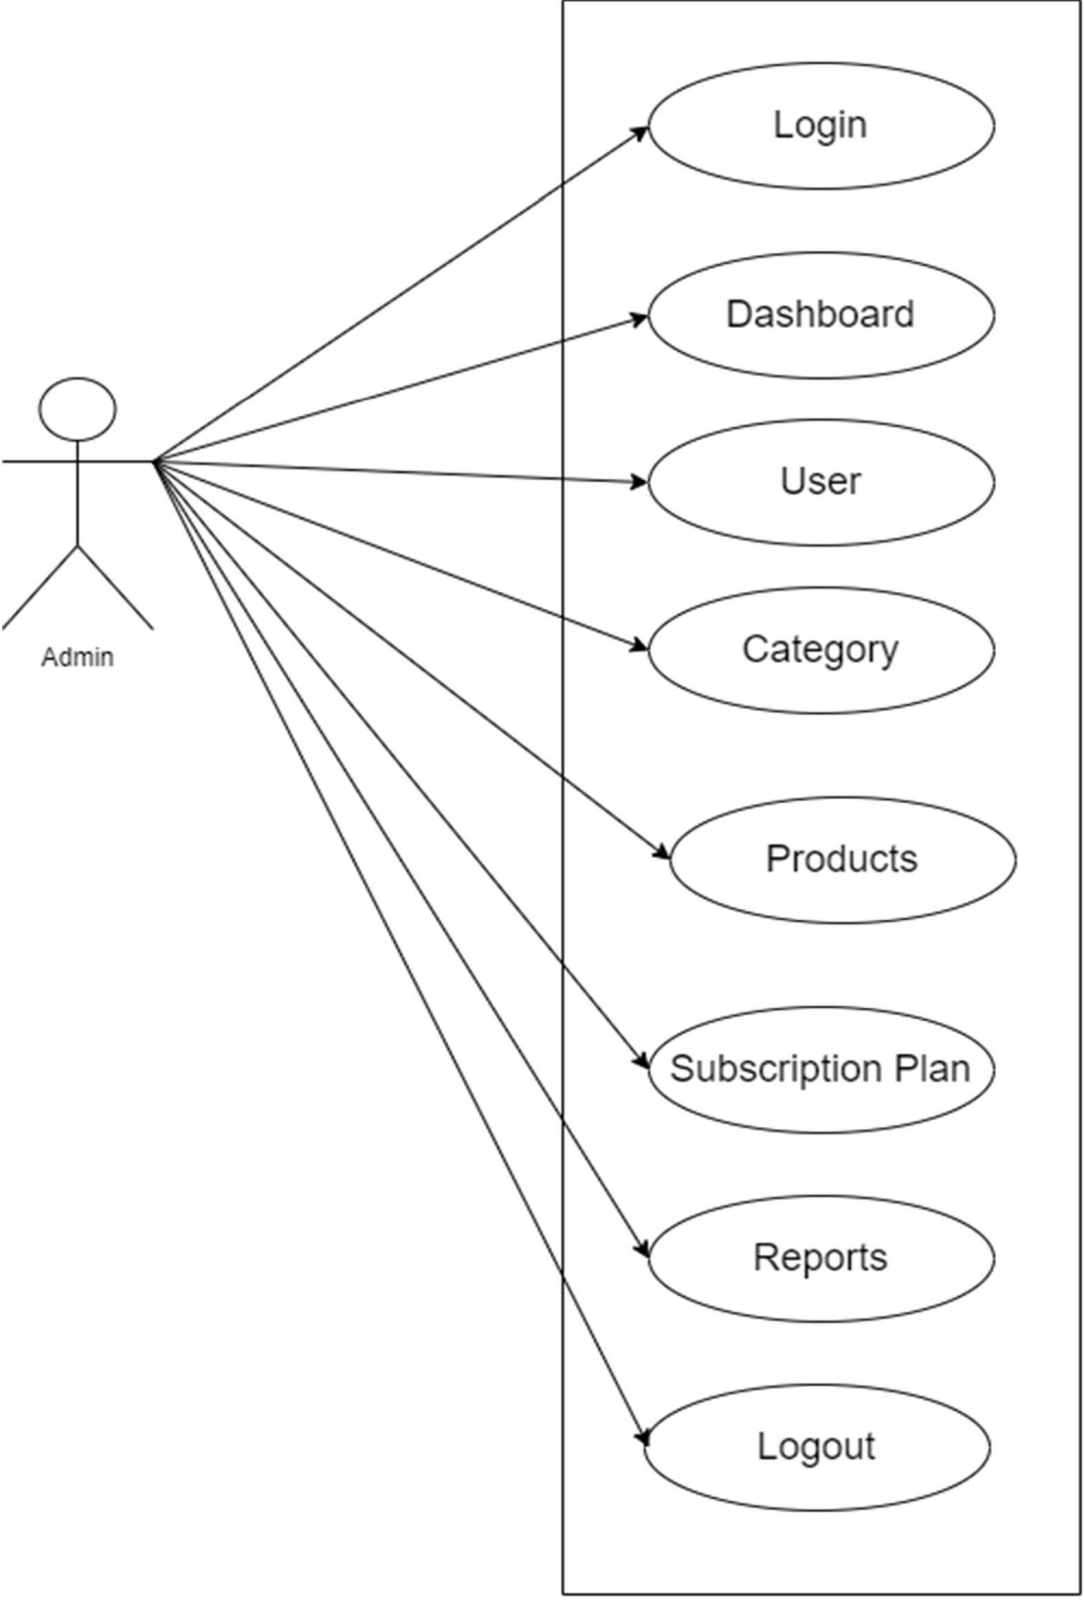 Login
Dashboard
User
Category
Admin
Products
Subscription Plan
Reports
Logout